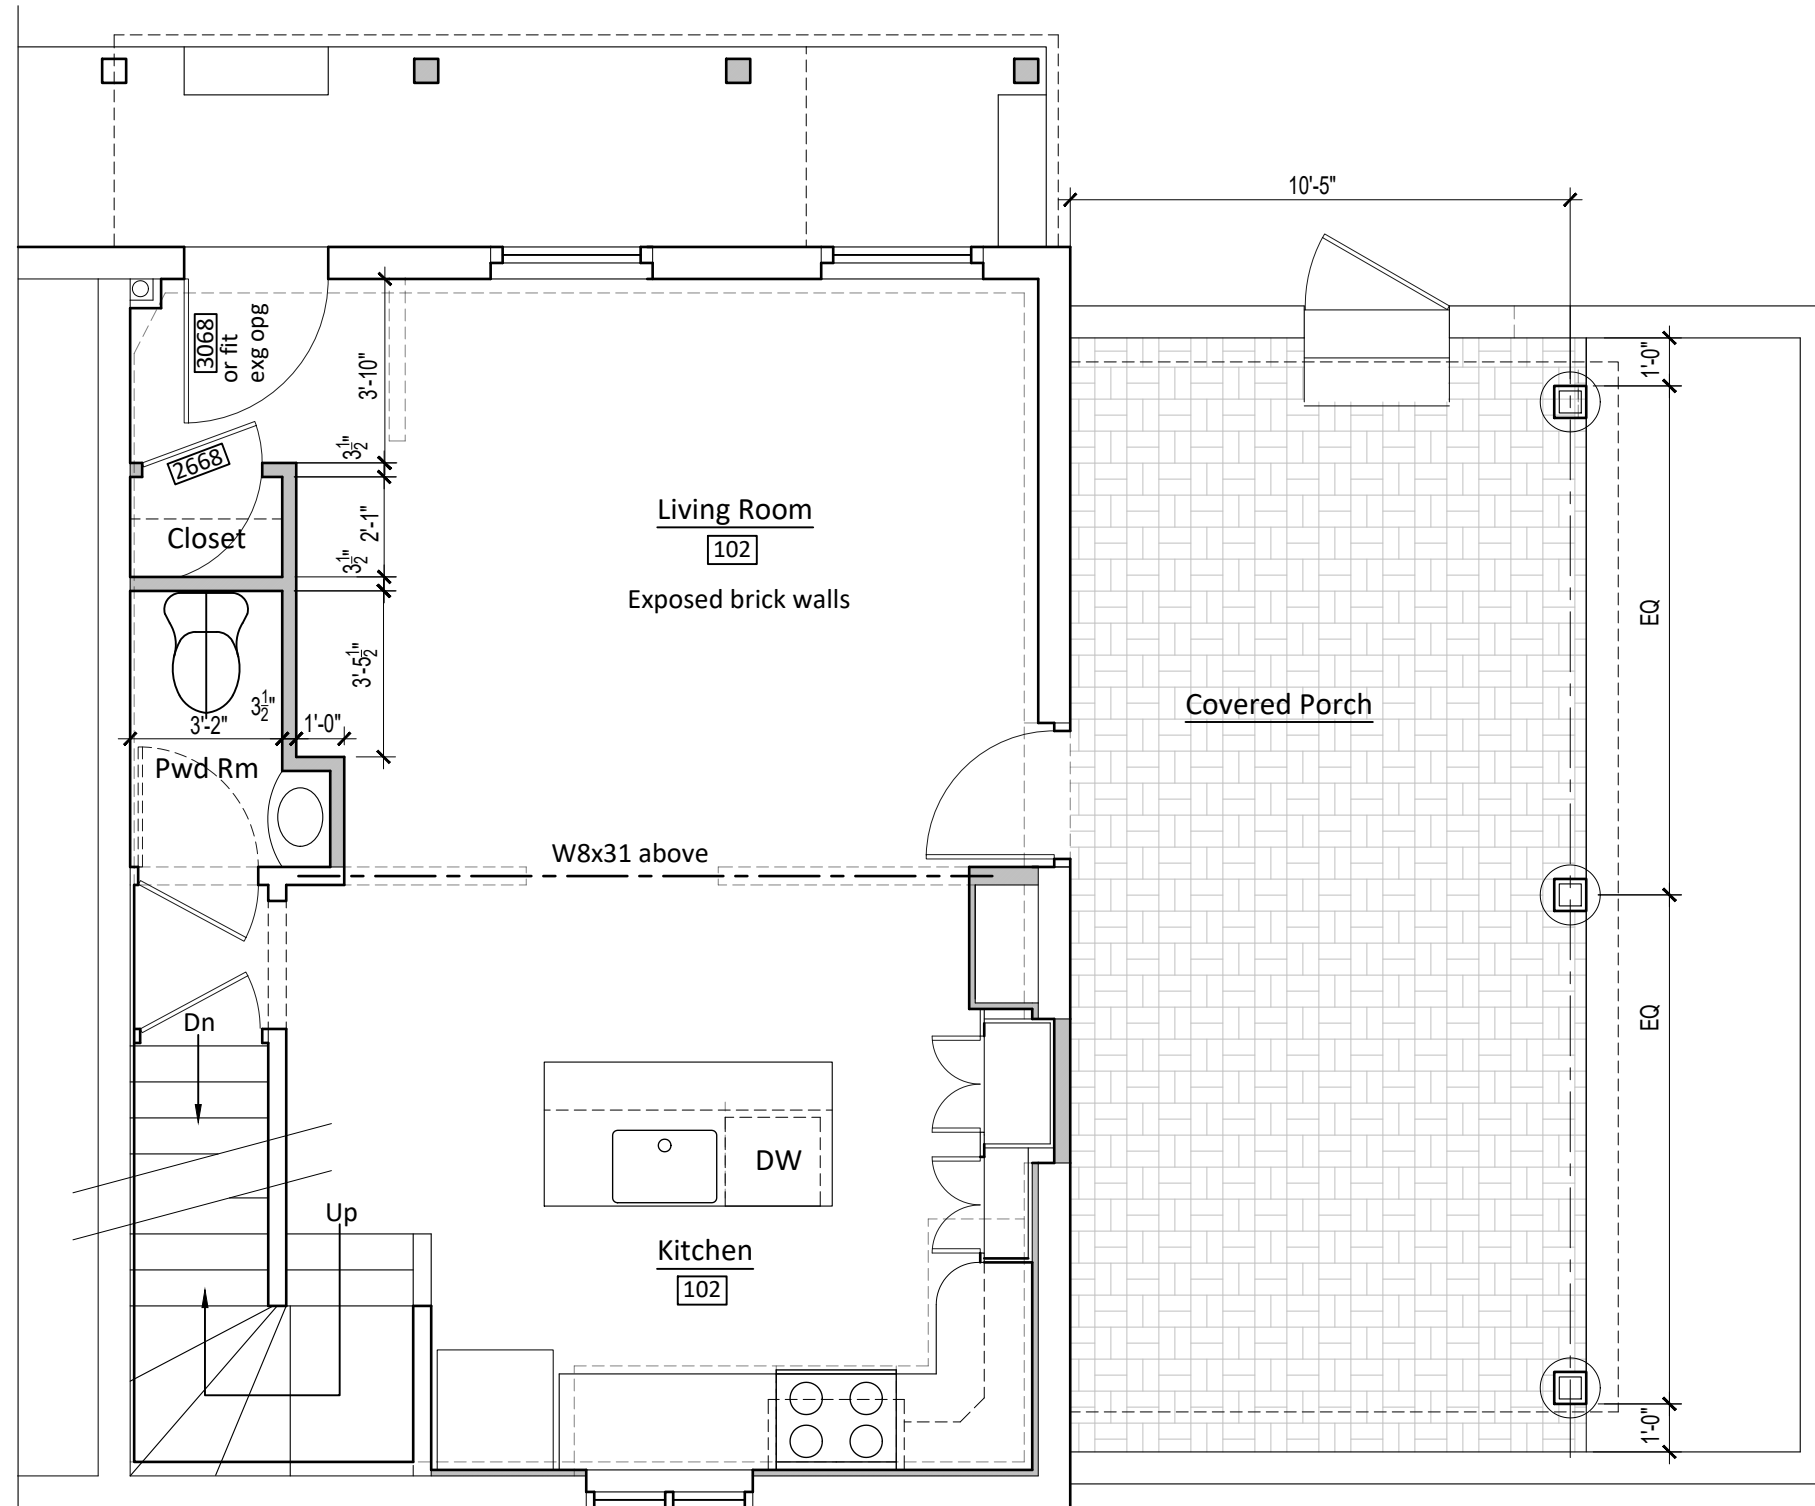 10'-5"
3068
or fit
exg opg
3'-10"
1'-0"
3½"
2668
Living Room
102
2'-1"
Closet
3½"
Exposed brick walls
EQ
3'-5½"
3½"
3'-2"
1'-0"
Covered Porch
Pwd Rm
W8x31 above
Dn
EQ
DW
Up
Kitchen
102
1'-0"